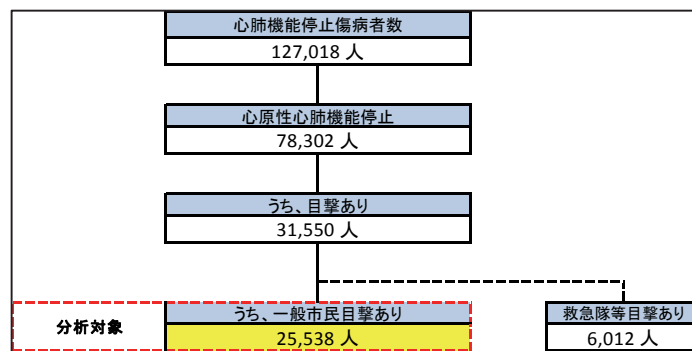 心肺機能停止傷病者数
127,018 人
心原性心肺機能停止
78,302 人
うち、目撃あり
31,550 人
分析対象
うち、一般市民目撃あり
25,538 人
救急隊等目撃あり
6,012 人